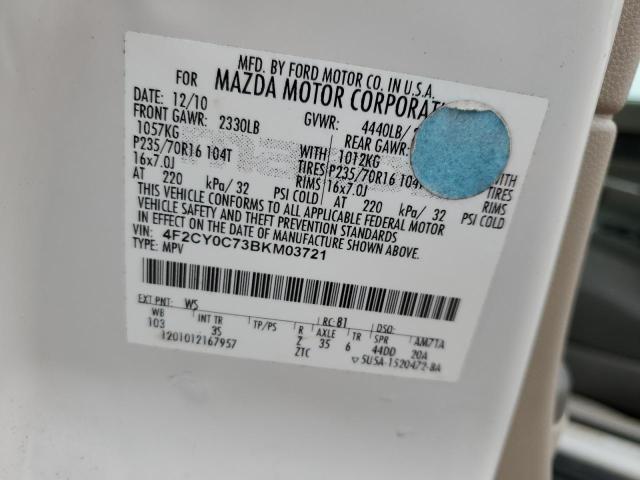 MFD. BY FORD MOTOR CO. IN U.S.A.
FOR MAZDA MOTOR CORPORAT
DATE: 12/10 GVWR: 4440LB/
FRONT GAWR: 2330LB REAR GAWR:
1057KG WITH 1012KG WITH
P235/70R16 104T TIRES P235/70R16 104 TIRES
16x7.0J RIMS 16x7.0J RIMS
AT 220 kPa/ 32 PSI COLD AT 220 kPa/ 32 PSI COLD
THIS VEHICLE CONFORMS TO ALL APPLICABLE FEDERAL MOTOR
VEHICLE SAFETY AND THEFT PREVENTION STANDARDS
IN EFFECT ON THE DATE OF MANUFACTURE SHOWN ABOVE.
VIN: 4F2CY0C73BKM03721
TYPE: MPV
EXT PNT: WS RC: 81 DSO:
WB INT TR TP/PS R AXLE TR SPR AM7TA
103 3S Z 35 6 44DD 20A
1201012167957 ZTC 5U5A-1520472-BA